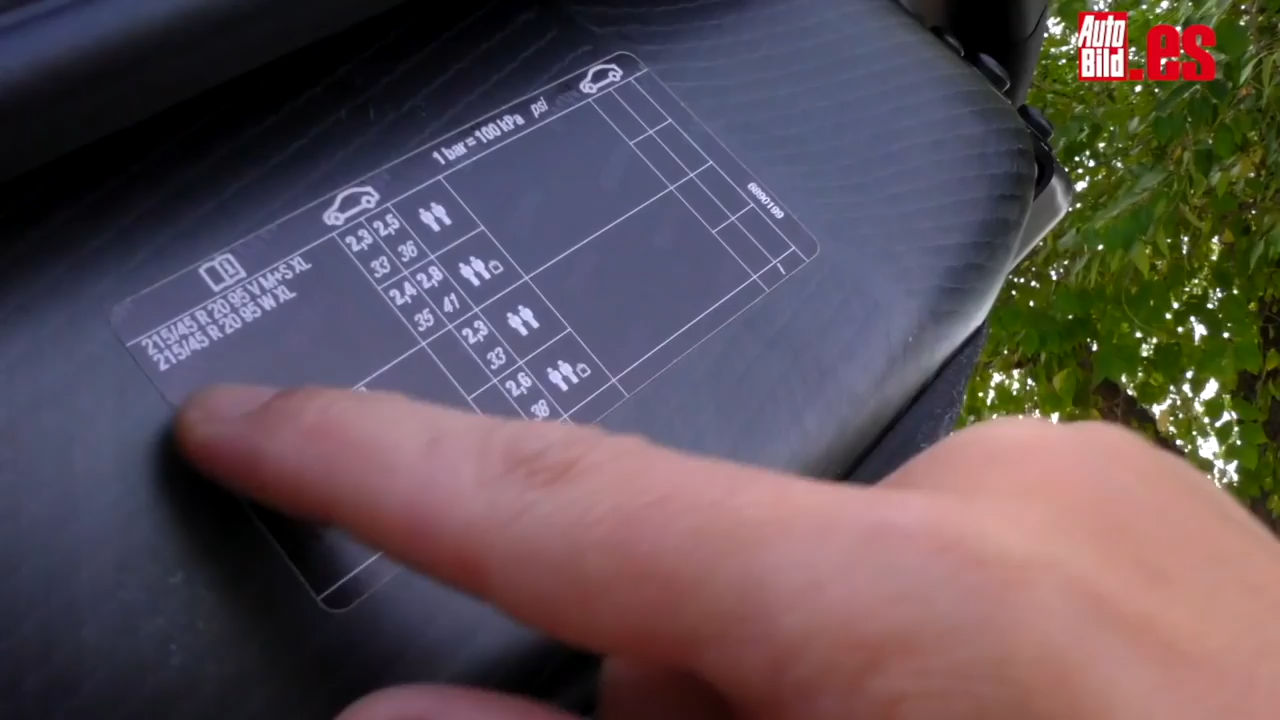 Auto
Bild
.es
1 bar = 100 kPa psi
215/45 R 20 95 V M+S XL
215/45 R 20 95 W XL
2,3 2,5
33 36
2,4 2,8
35 41
2,3
33
2,6
38
6890199